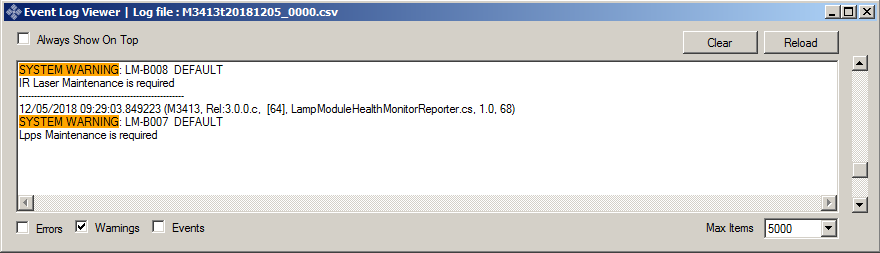 Event Log Viewer | Log file : M3413t20181205_0000.csv
Always Show On Top
Clear
Reload
SYSTEM WARNING: LM-B008 DEFAULT
IR Laser Maintenance is required
------------------------------------------------------
12/05/2018 09:29:03.849223 (M3413, Rel:3.0.0.c, [64], LampModuleHealthMonitorReporter.cs, 1.0, 68)
SYSTEM WARNING: LM-B007 DEFAULT
Lpps Maintenance is required
Errors
Warnings
Events
Max Items
5000